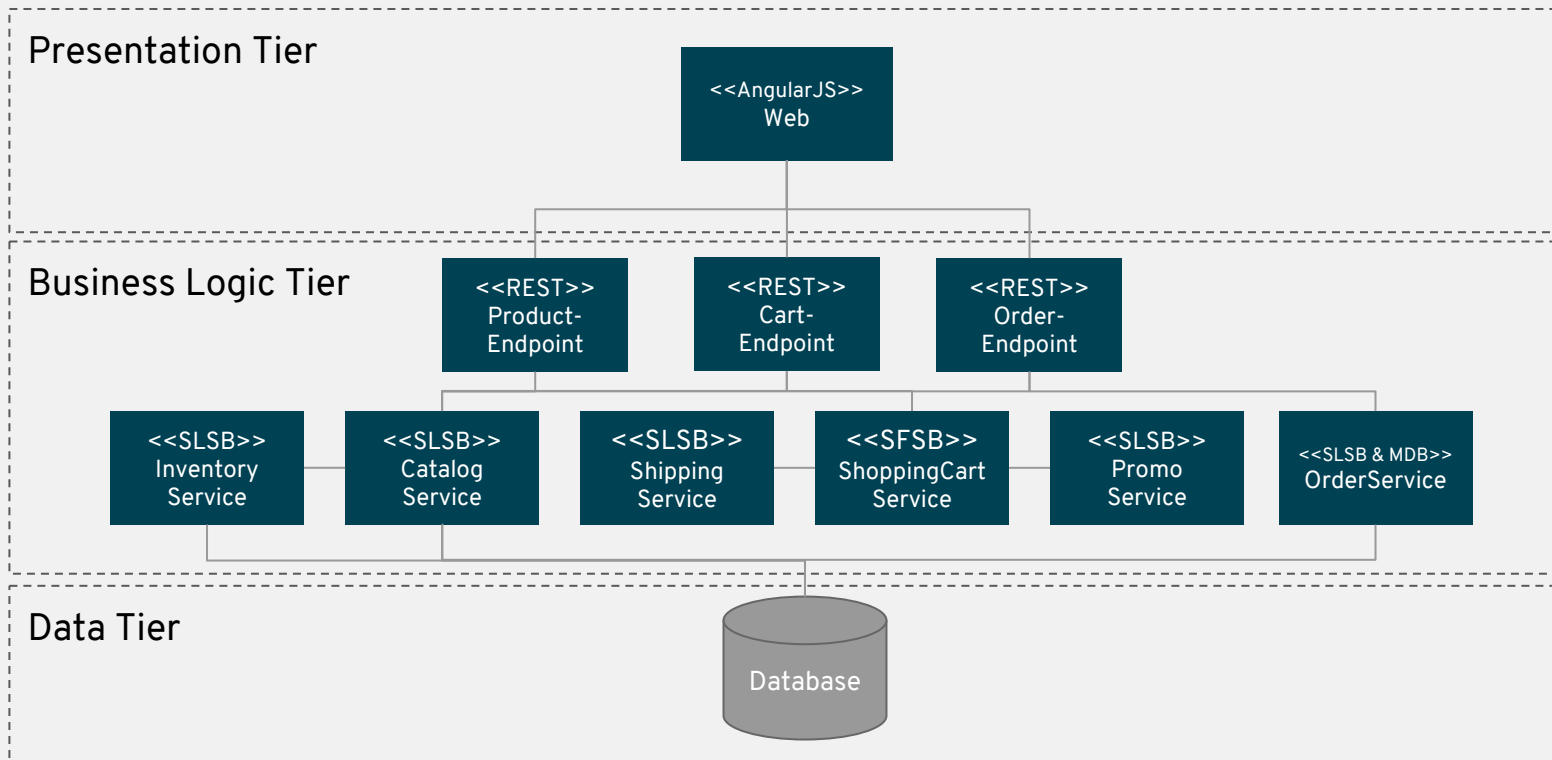 Presentation Tier
<<AngularJS>>
Web
Business Logic Tier
<<REST>>
Product-
Endpoint
<<REST>>
Cart-
Endpoint
<<REST>>
Order-
Endpoint
<<SLSB>>
Inventory
Service
<<SLSB>>
Catalog
Service
<<SLSB>>
Shipping
Service
<<SFSB>>
ShoppingCart
Service
<<SLSB>>
Promo
Service
<<SLSB & MDB>>
OrderService
Data Tier
Database